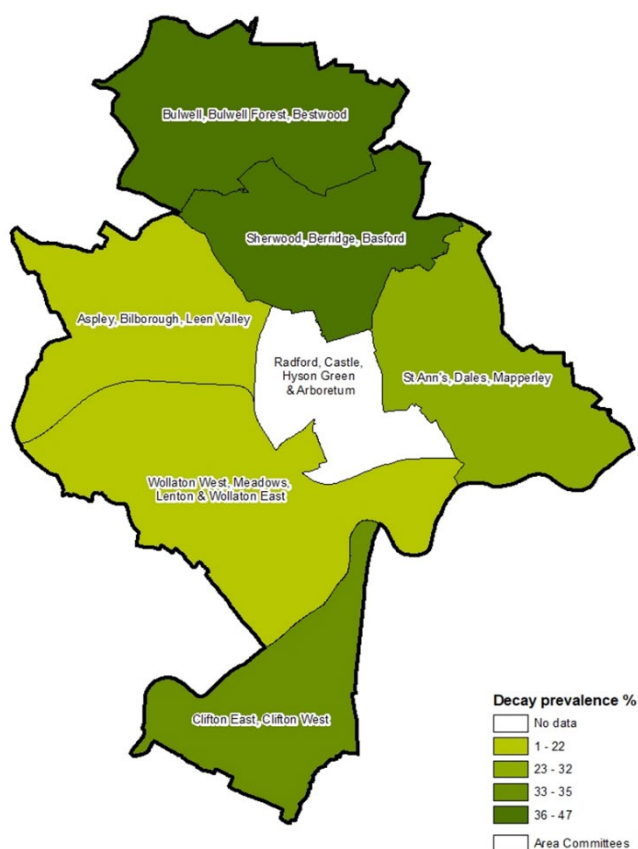 Bulwell, Bulwell Forest, Bestwood
Sherwood, Berridge, Basford
Aspley, Bilborough, Leen Valley
Radford, Castle,
Hyson Green
& Arboretum
St Ann's, Dales, Mapperley
Wollaton West, Meadows,
Lenton & Wollaton East
Clifton East, Clifton West
Decay prevalence %
No data
1 - 22
23 - 32
33 - 35
36 - 47
Area Committees